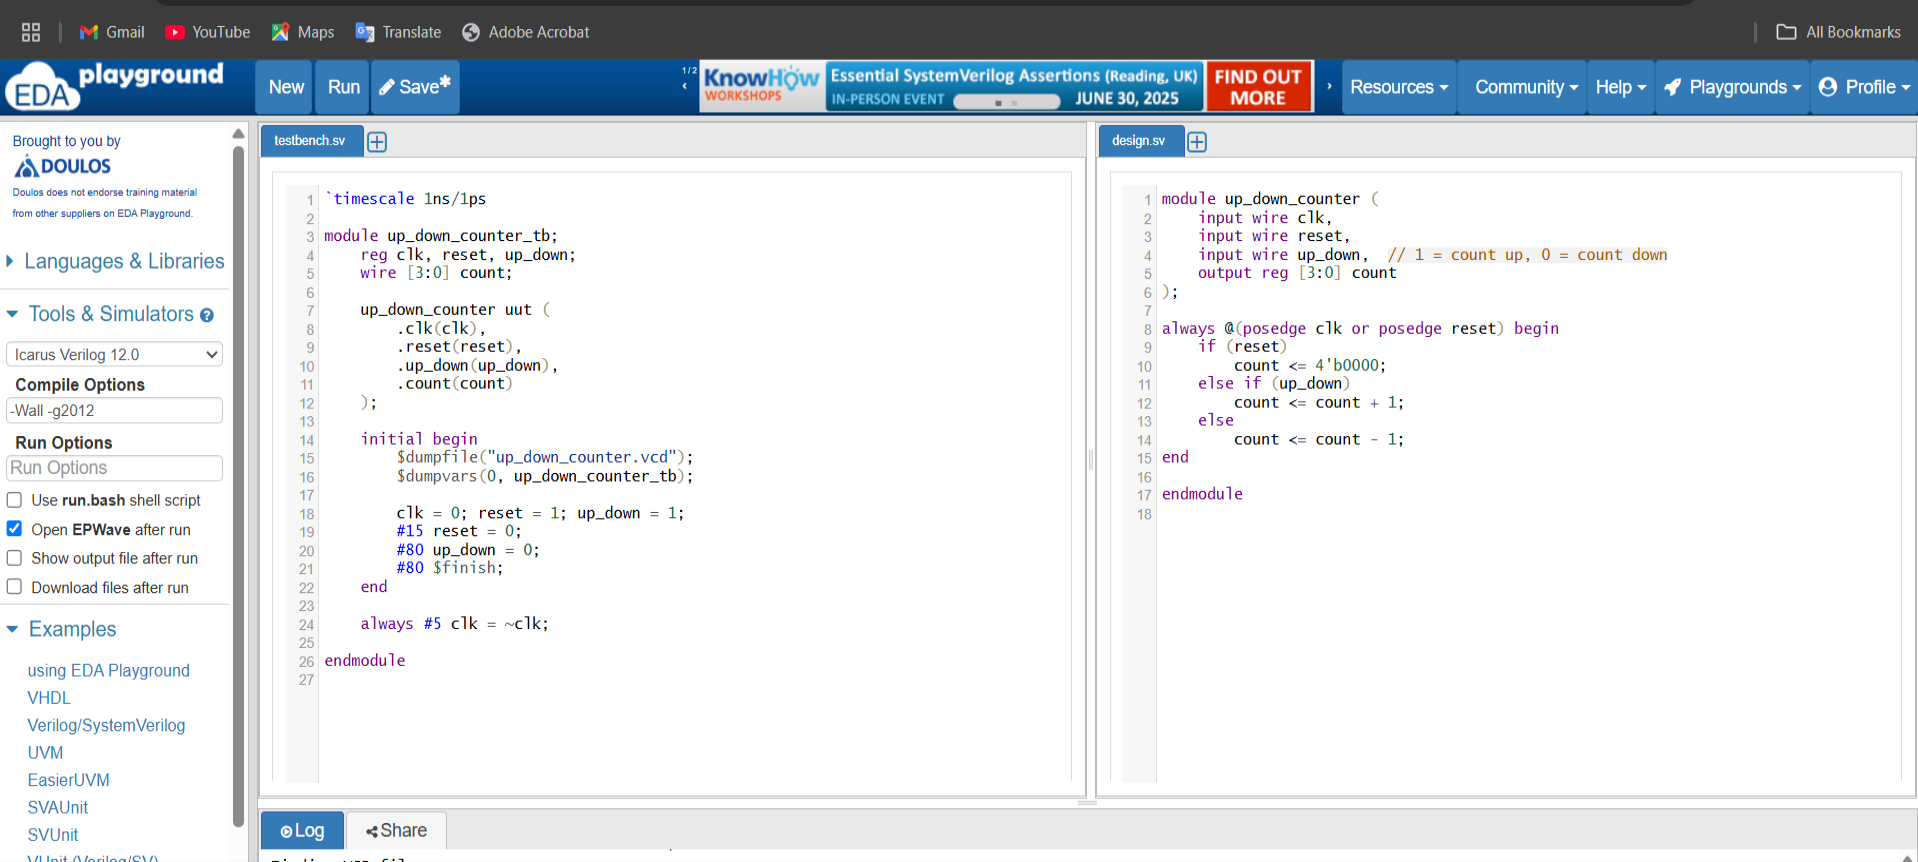 Gmail
YouTube
Maps
Translate
Adobe Acrobat
All Bookmarks
EDA playground
New
Run
Save*
1/2
‹
KnowHow
WORKSHOPS
Essential SystemVerilog Assertions (Reading, UK)
IN-PERSON EVENT
JUNE 30, 2025
FIND OUT
MORE
›
Resources
Community
Help
Playgrounds
Profile
Brought to you by
DOULOS
Doulos does not endorse training material
from other suppliers on EDA Playground.
Languages & Libraries
Tools & Simulators
Icarus Verilog 12.0
Compile Options
-Wall -g2012
Run Options
Run Options
Use run.bash shell script
Open EPWave after run
Show output file after run
Download files after run
Examples
using EDA Playground
VHDL
Verilog/SystemVerilog
UVM
EasierUVM
SVAUnit
SVUnit
VUnit (Verilog/SV)
testbench.sv
1 `timescale 1ns/1ps
2
3 module up_down_counter_tb;
4     reg clk, reset, up_down;
5     wire [3:0] count;
6
7     up_down_counter uut (
8         .clk(clk),
9         .reset(reset),
10         .up_down(up_down),
11         .count(count)
12     );
13
14     initial begin
15         $dumpfile("up_down_counter.vcd");
16         $dumpvars(0, up_down_counter_tb);
17
18         clk = 0; reset = 1; up_down = 1;
19         #15 reset = 0;
20         #80 up_down = 0;
21         #80 $finish;
22     end
23
24     always #5 clk = ~clk;
25
26 endmodule
27
design.sv
1 module up_down_counter (
2     input wire clk,
3     input wire reset,
4     input wire up_down,  // 1 = count up, 0 = count down
5     output reg [3:0] count
6 );
7
8 always @(posedge clk or posedge reset) begin
9     if (reset)
10         count <= 4'b0000;
11     else if (up_down)
12         count <= count + 1;
13     else
14         count <= count - 1;
15 end
16
17 endmodule
18
Log
Share